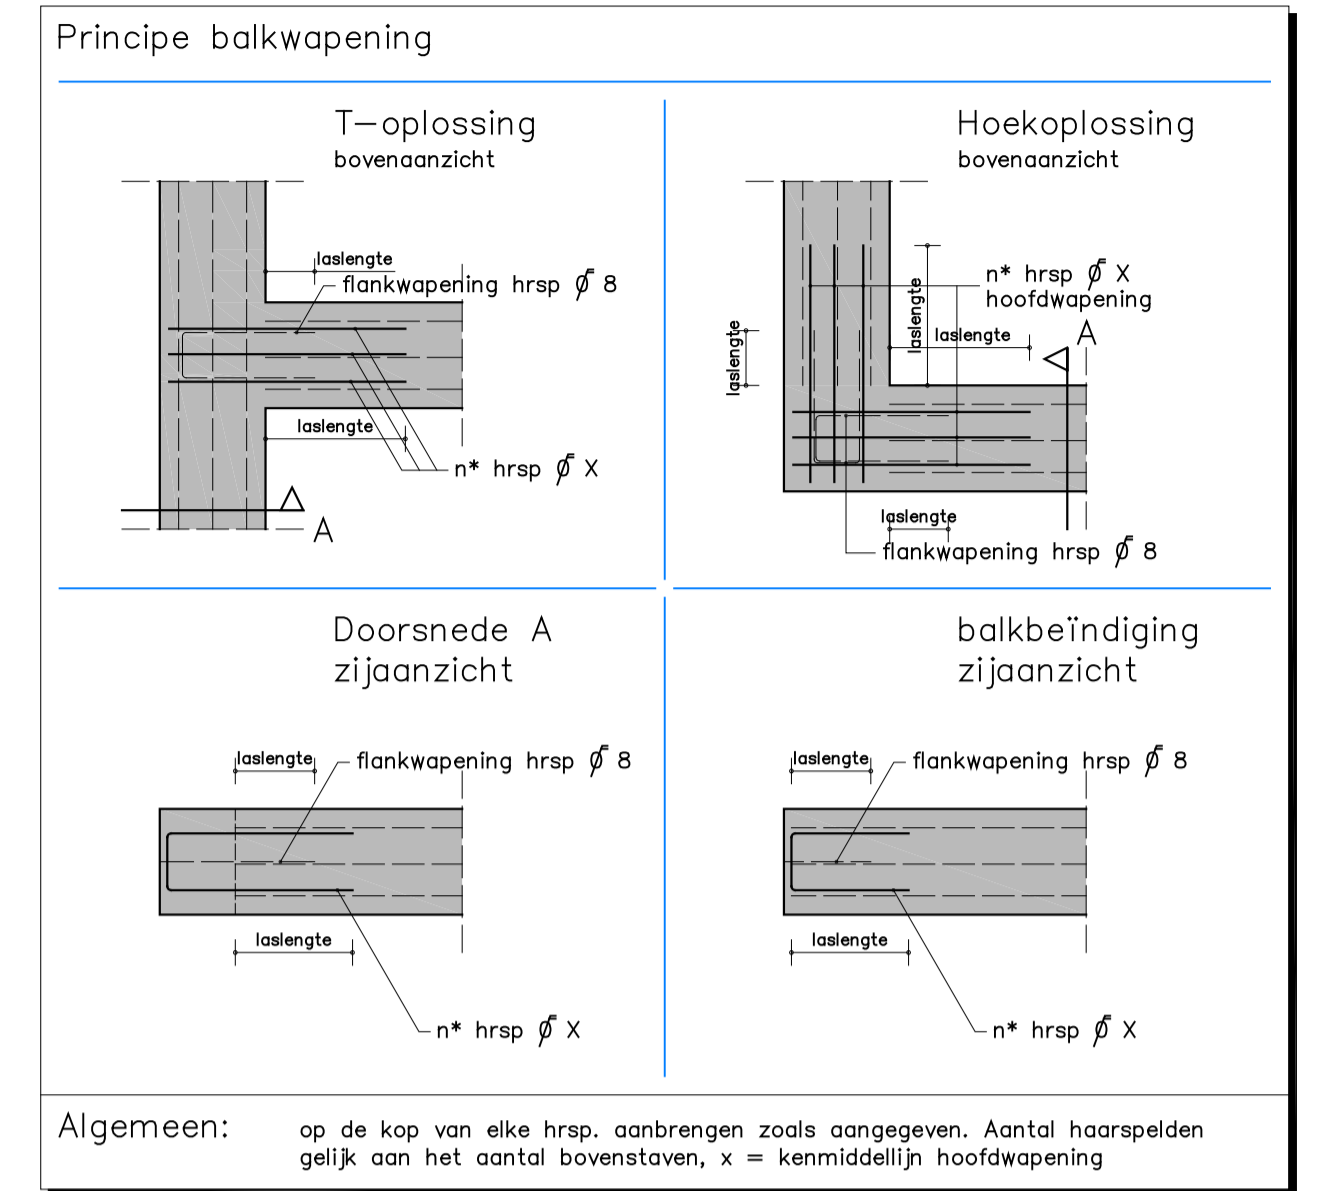 Principe balkwapening
T-oplossing
bovenaanzicht
laslengte
flankwapening hrsp Ø 8
laslengte
n* hrsp Ø X
A
Hoekoplossing
bovenaanzicht
n* hrsp Ø X
hoofdwapening
laslengte
laslengte
laslengte
A
laslengte
flankwapening hrsp Ø 8
Doorsnede A
zijaanzicht
laslengte
flankwapening hrsp Ø 8
laslengte
n* hrsp Ø X
balkbeïndiging
zijaanzicht
laslengte
flankwapening hrsp Ø 8
laslengte
n* hrsp Ø X
Algemeen:
op de kop van elke hrsp. aanbrengen zoals aangegeven. Aantal haarspelden
gelijk aan het aantal bovenstaven, x = kenmiddellijn hoofdwapening